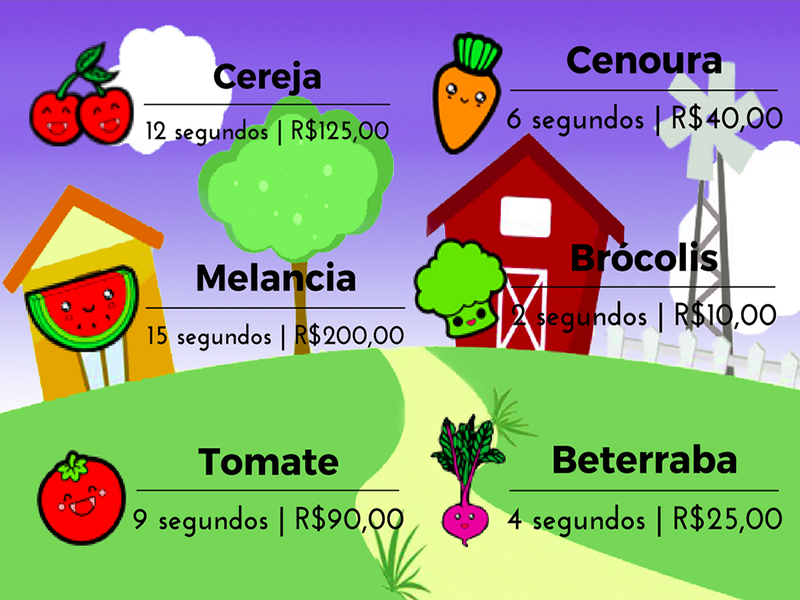 Cereja
12 segundos | R$125,00
Cenoura
6 segundos | R$40,00
Melancia
15 segundos | R$200,00
Brócolis
2 segundos | R$10,00
Tomate
9 segundos | R$90,00
Beterraba
4 segundos | R$25,00